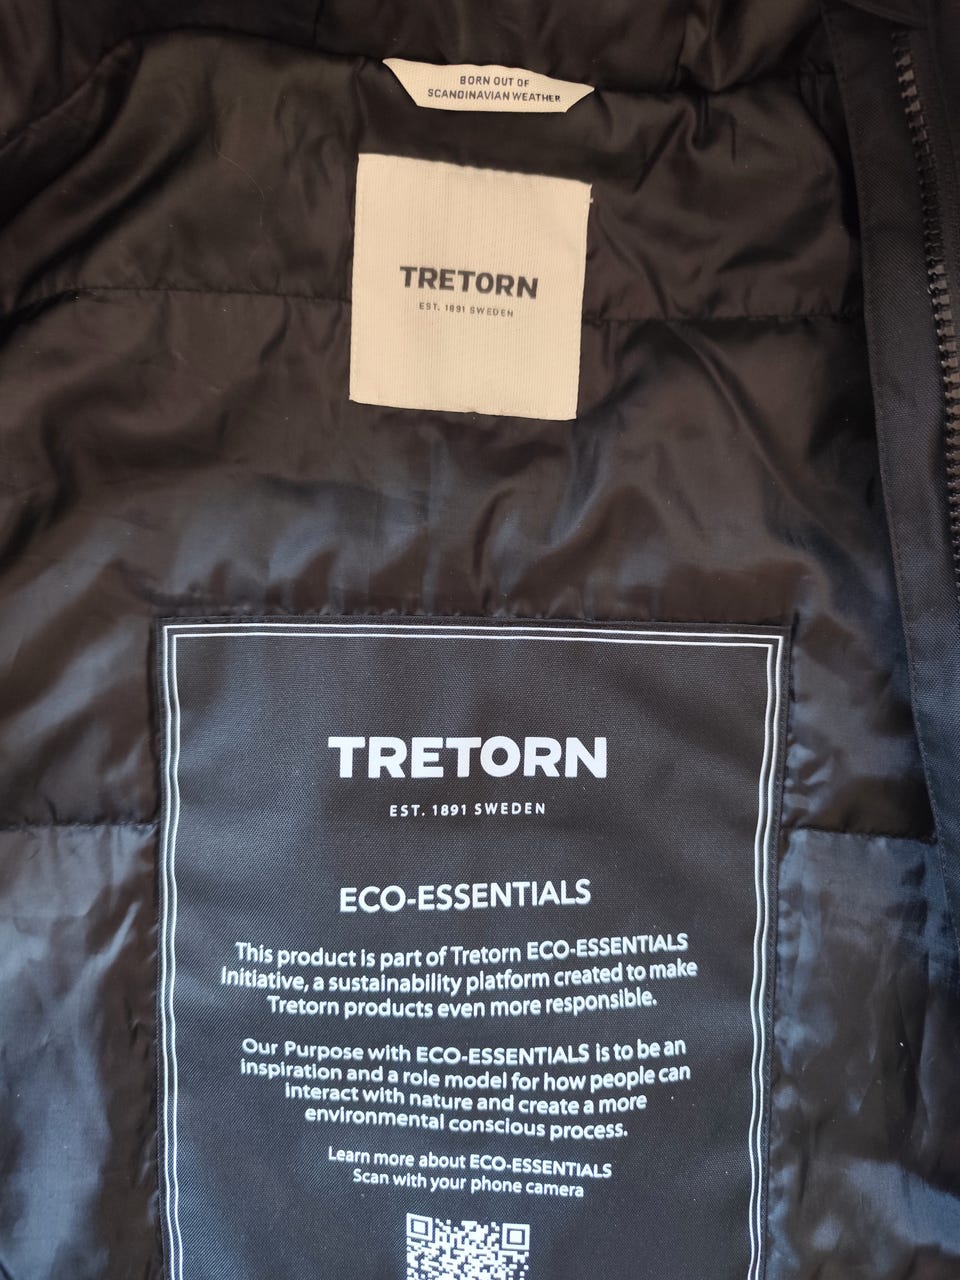 BORN OUT OF
SCANDINAVIAN WEATHER
TRETORN
EST. 1891 SWEDEN
TRETORN
EST. 1891 SWEDEN
ECO-ESSENTIALS
This product is part of Tretorn ECO-ESSENTIALS
Initiative, a sustainability platform created to make
Tretorn products even more responsible.
Our Purpose with ECO-ESSENTIALS is to be an
inspiration and a role model for how people can
interact with nature and create a more
environmental conscious process.
Learn more about ECO-ESSENTIALS
Scan with your phone camera